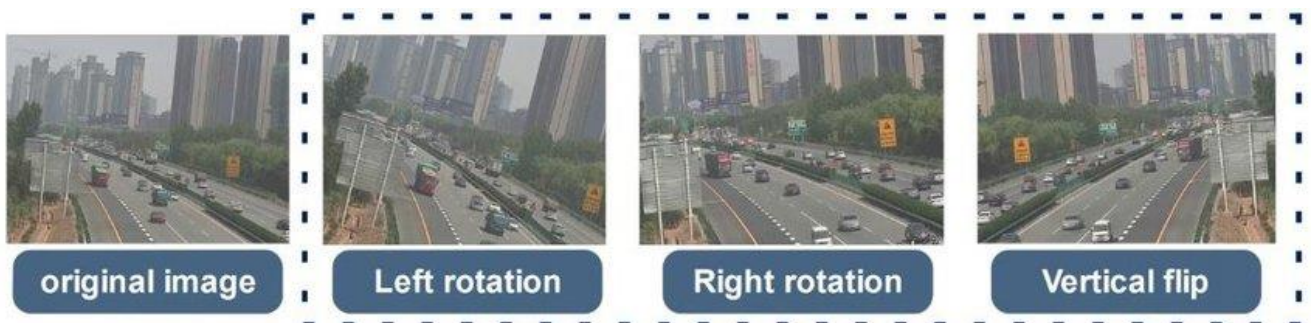 original image
Left rotation
Right rotation
Vertical flip